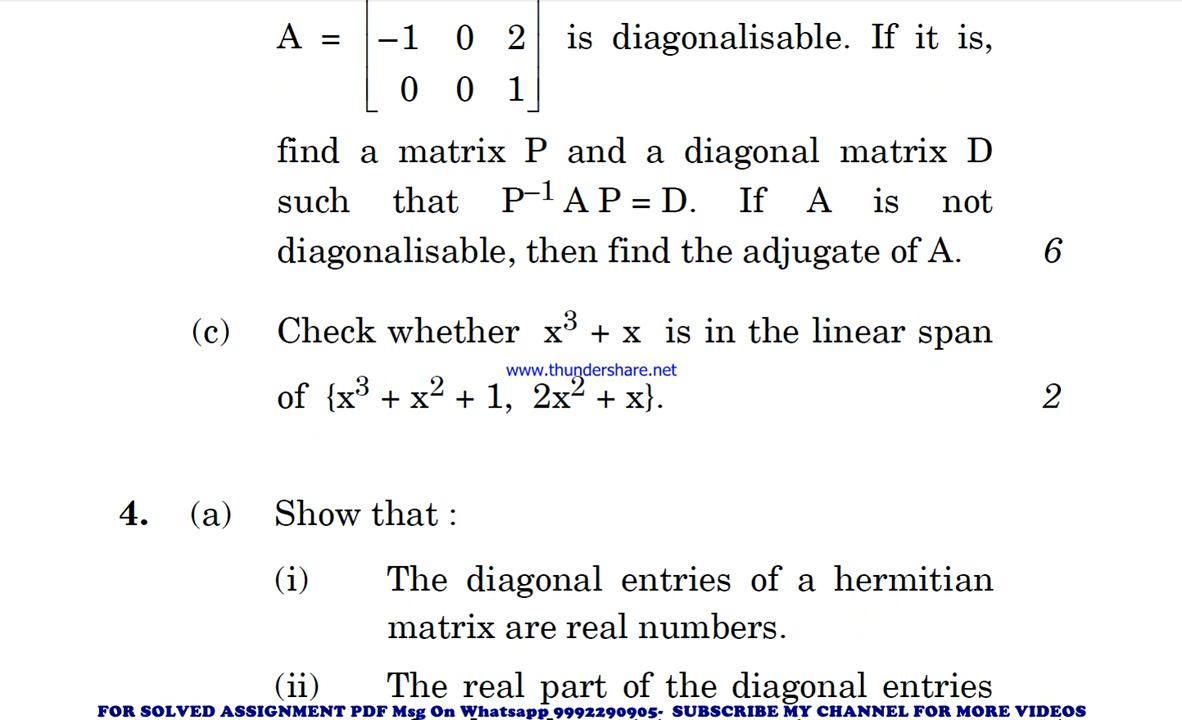 A = [−1 0 2] is diagonalisable. If it is,
0 0 1
find a matrix P and a diagonal matrix D
such that P⁻¹ A P = D. If A is not
diagonalisable, then find the adjugate of A. 6
(c) Check whether x³ + x is in the linear span
www.thundershare.net
of {x³ + x² + 1, 2x² + x}. 2
4. (a) Show that :
(i) The diagonal entries of a hermitian
matrix are real numbers.
(ii) The real part of the diagonal entries
FOR SOLVED ASSIGNMENT PDF Msg On Whatsapp 9992290905- SUBSCRIBE MY CHANNEL FOR MORE VIDEOS